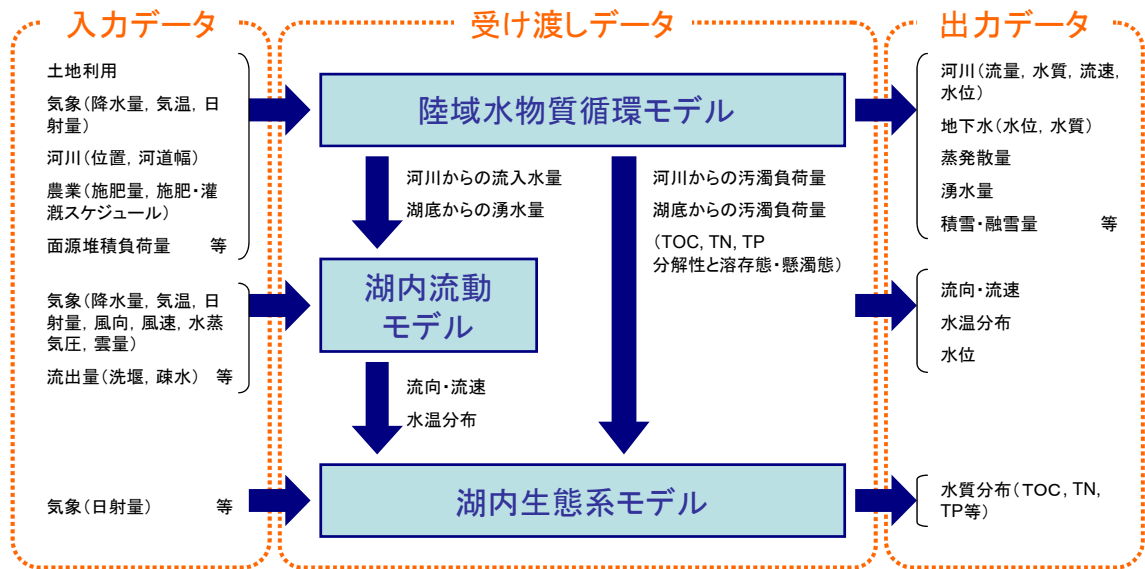 入力データ
受け渡しデータ
出力データ
土地利用
気象(降水量, 気温, 日
射量)
河川(位置, 河道幅)
農業(施肥量, 施肥・灌
漑スケジュール)
面源堆積負荷量 等
陸域水物質循環モデル
河川(流量, 水質, 流速,
水位)
地下水(水位, 水質)
蒸発散量
湧水量
積雪・融雪量 等
河川からの流入水量
湖底からの湧水量
河川からの汚濁負荷量
湖底からの汚濁負荷量
(TOC, TN, TP
分解性と溶存態・懸濁態)
気象(降水量, 気温, 日
射量, 風向, 風速, 水蒸
気圧, 雲量)
流出量(洗堰, 疎水) 等
湖内流動
モデル
流向・流速
水温分布
水位
流向・流速
水温分布
気象(日射量) 等
湖内生態系モデル
水質分布(TOC, TN,
TP等)